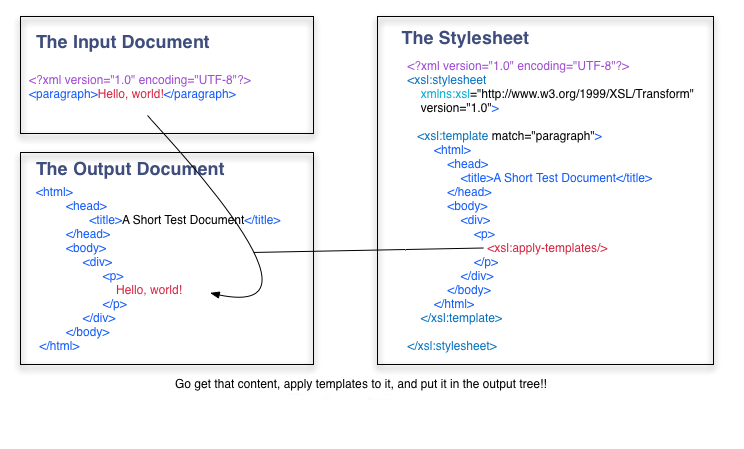 The Input Document
<?xml version="1.0" encoding="UTF-8"?>
<paragraph>Hello, world!</paragraph>
The Output Document
<html>
<head>
<title>A Short Test Document</title>
</head>
<body>
<div>
<p>
Hello, world!
</p>
</div>
</body>
</html>
The Stylesheet
<?xml version="1.0" encoding="UTF-8"?>
<xsl:stylesheet
xmlns:xsl="http://www.w3.org/1999/XSL/Transform"
version="1.0">
<xsl:template match="paragraph">
<html>
<head>
<title>A Short Test Document</title>
</head>
<body>
<div>
<p>
<xsl:apply-templates/>
</p>
</div>
</body>
</html>
</xsl:template>
</xsl:stylesheet>
Go get that content, apply templates to it, and put it in the output tree!!